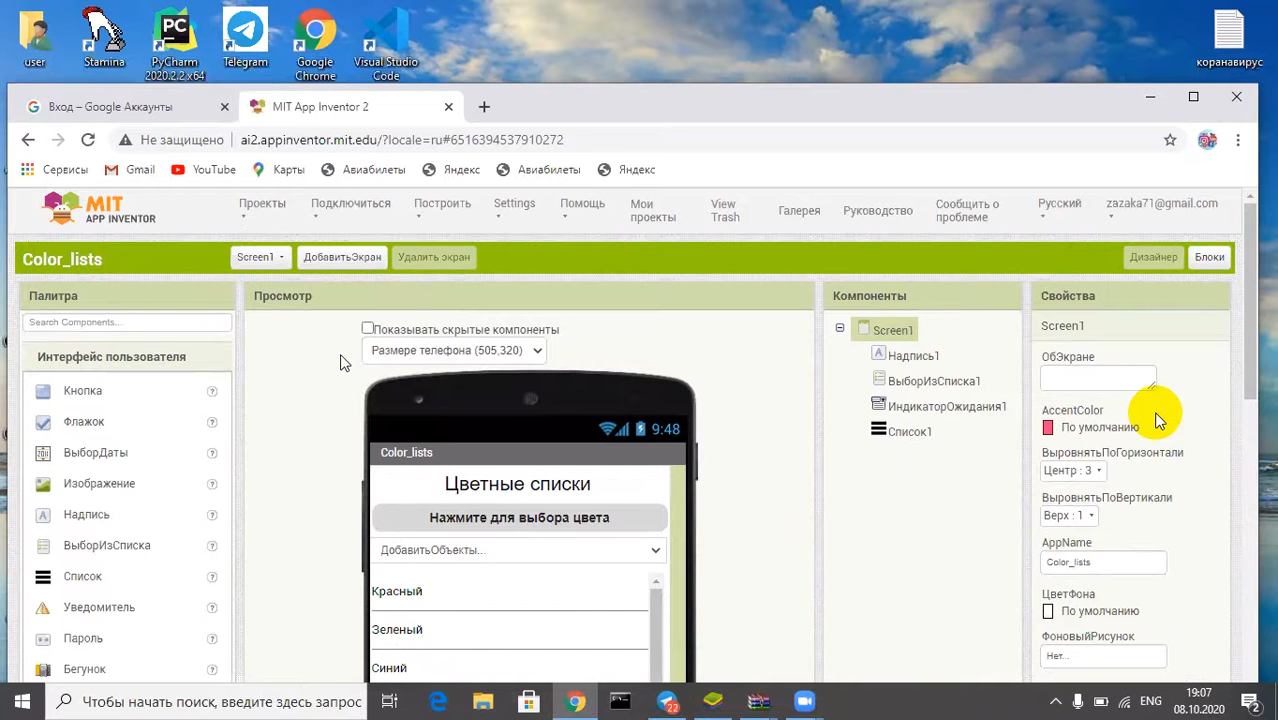 user
Stamina
PyCharm
2020.2.2 x64
Telegram
Google
Chrome
Visual Studio
Code
коранавирус
Вход – Google Аккаунты
MIT App Inventor 2
Не защищено
ai2.appinventor.mit.edu/?locale=ru#6516394537910272
Сервисы
Gmail
YouTube
Карты
Авиабилеты
Яндекс
Авиабилеты
Яндекс
MIT
APP INVENTOR
Проекты
Подключиться
Построить
Settings
Помощь
Мои
проекты
View
Trash
Галерея
Руководство
Сообщить о
проблеме
Русский
zazaka71@gmail.com
Color_lists
Screen1
ДобавитьЭкран
Удалить экран
Дизайнер
Блоки
Палитра
Просмотр
Компоненты
Свойства
Search Components...
Интерфейс пользователя
Кнопка
Флажок
ВыборДаты
Изображение
Надпись
ВыборИзСписка
Список
Уведомитель
Пароль
Бегунок
Показывать скрытые компоненты
Размере телефона (505,320)
9:48
Color_lists
Цветные списки
Нажмите для выбора цвета
ДобавитьОбъекты...
Красный
Зеленый
Синий
Screen1
Надпись1
ВыборИзСписка1
ИндикаторОжидания1
Список1
Screen1
ОбЭкране
AccentColor
По умолчанию
ВыровнятьПоГоризонтали
Центр : 3
ВыровнятьПоВертикали
Верх : 1
AppName
Color_lists
ЦветФона
По умолчанию
ФоновыйРисунок
Нет...
Чтобы начать поиск, введите здесь запрос
22
ENG
19:07
08.10.2020
2